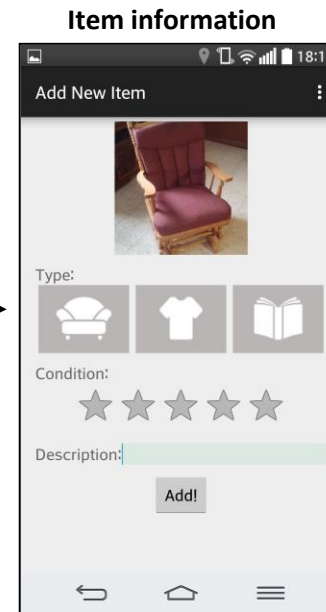 Item information
18:1
Add New Item
Type:
Condition:
Description:
Add!